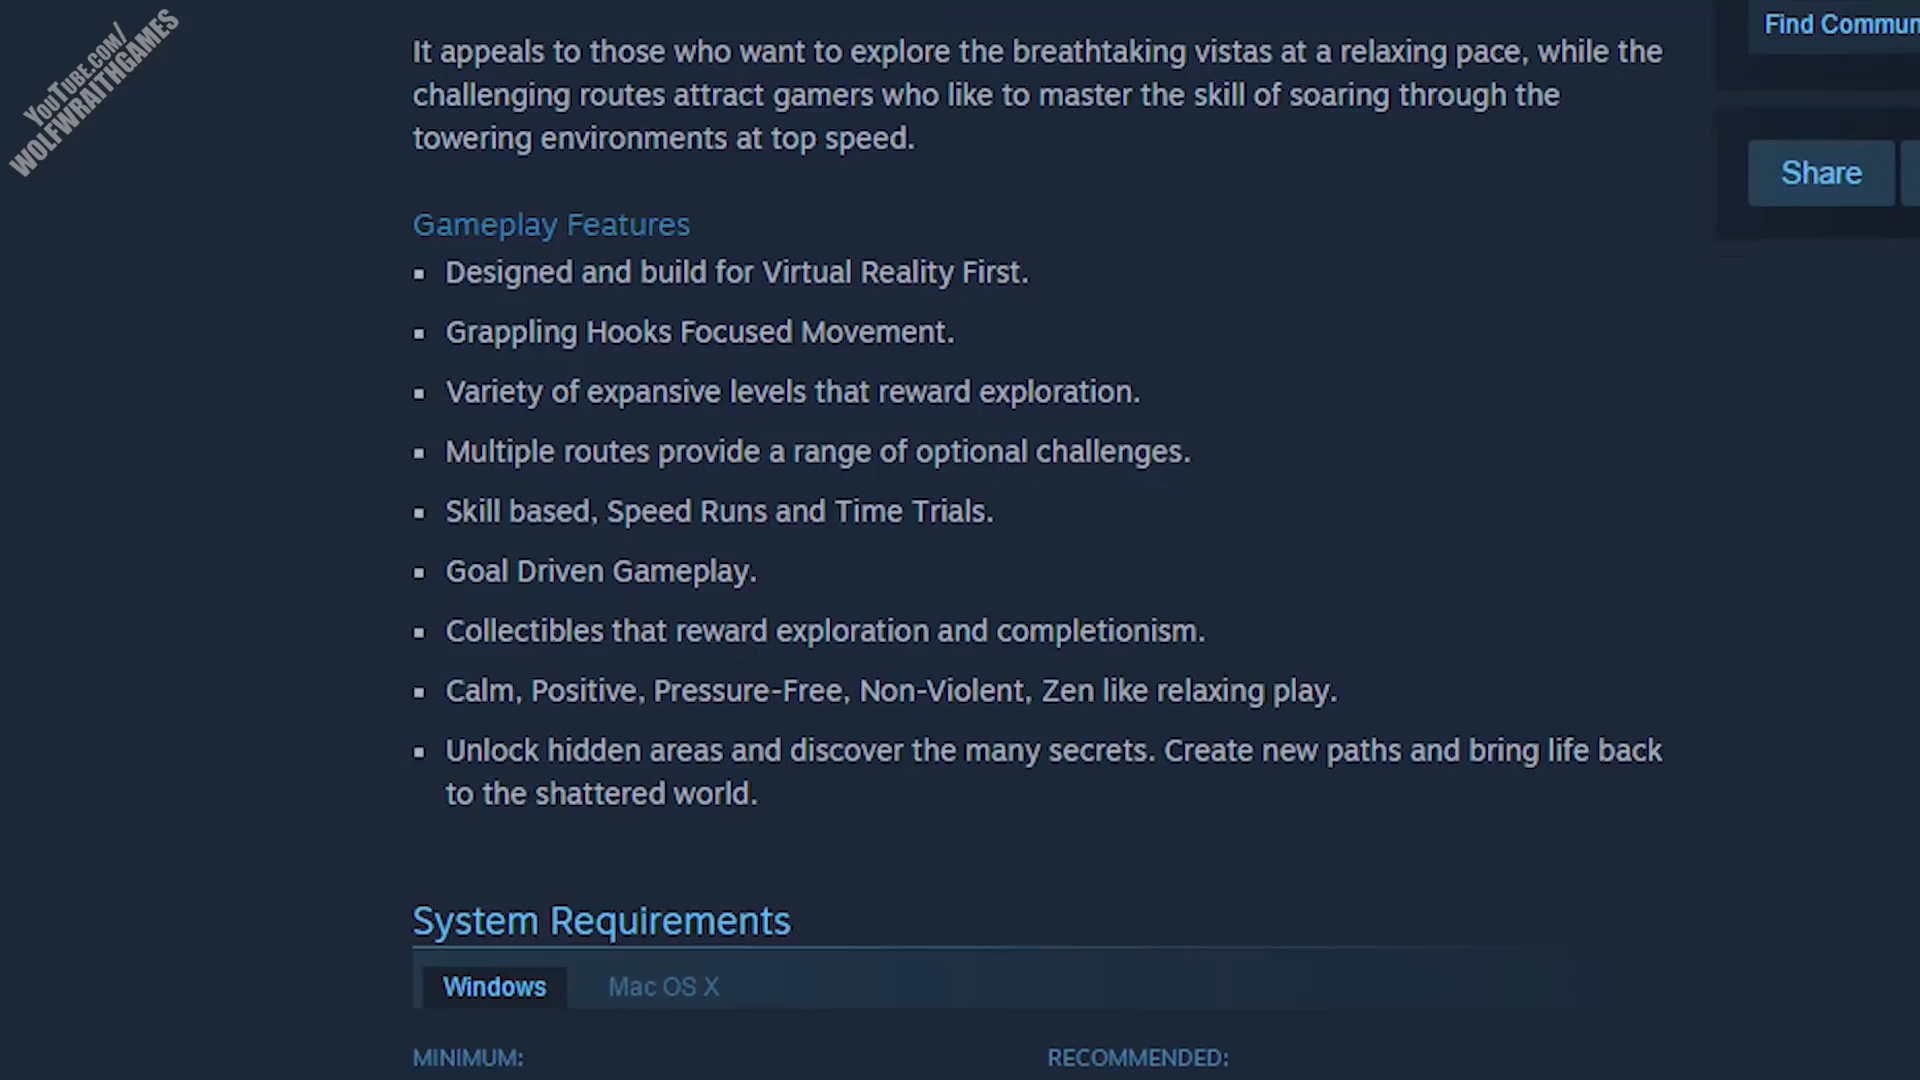 YouTube.com/
WOLFWRAITHGAMES
It appeals to those who want to explore the breathtaking vistas at a relaxing pace, while the
challenging routes attract gamers who like to master the skill of soaring through the
towering environments at top speed.
Gameplay Features
Designed and build for Virtual Reality First.
Grappling Hooks Focused Movement.
Variety of expansive levels that reward exploration.
Multiple routes provide a range of optional challenges.
Skill based, Speed Runs and Time Trials.
Goal Driven Gameplay.
Collectibles that reward exploration and completionism.
Calm, Positive, Pressure-Free, Non-Violent, Zen like relaxing play.
Unlock hidden areas and discover the many secrets. Create new paths and bring life back
to the shattered world.
System Requirements
Windows Mac OS X
MINIMUM: RECOMMENDED:
Find Commun
Share